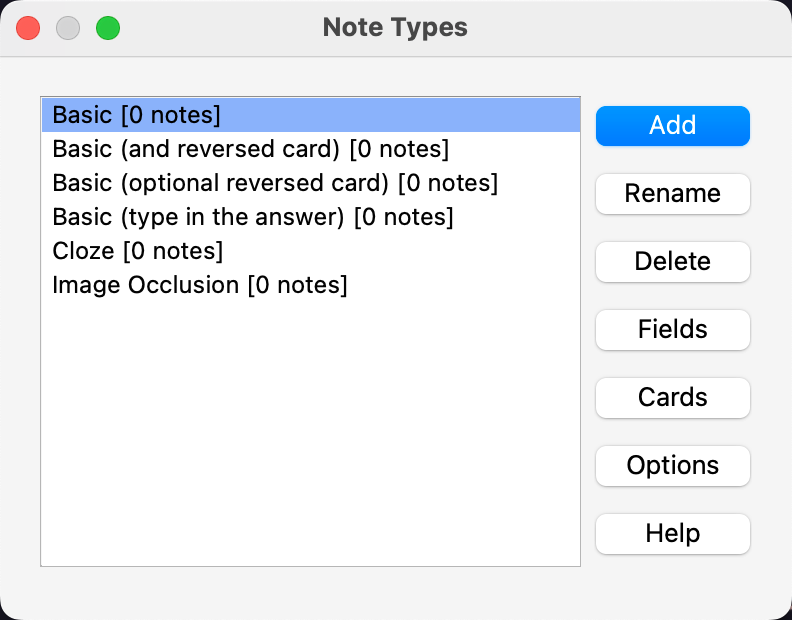 Note Types
Basic [0 notes]
Basic (and reversed card) [0 notes]
Basic (optional reversed card) [0 notes]
Basic (type in the answer) [0 notes]
Cloze [0 notes]
Image Occlusion [0 notes]
Add
Rename
Delete
Fields
Cards
Options
Help